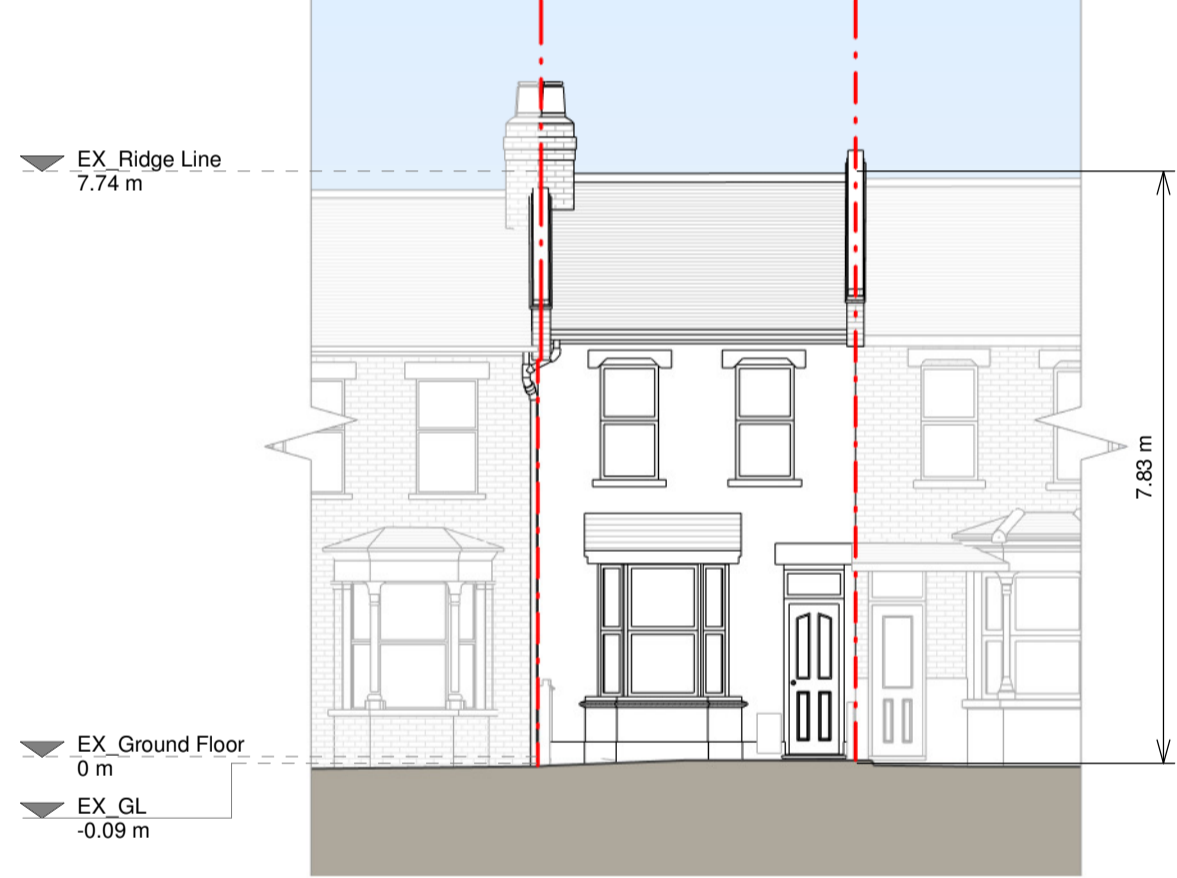 EX_Ridge Line
7.74 m
7.83 m
EX_Ground Floor
0 m
EX_GL
-0.09 m